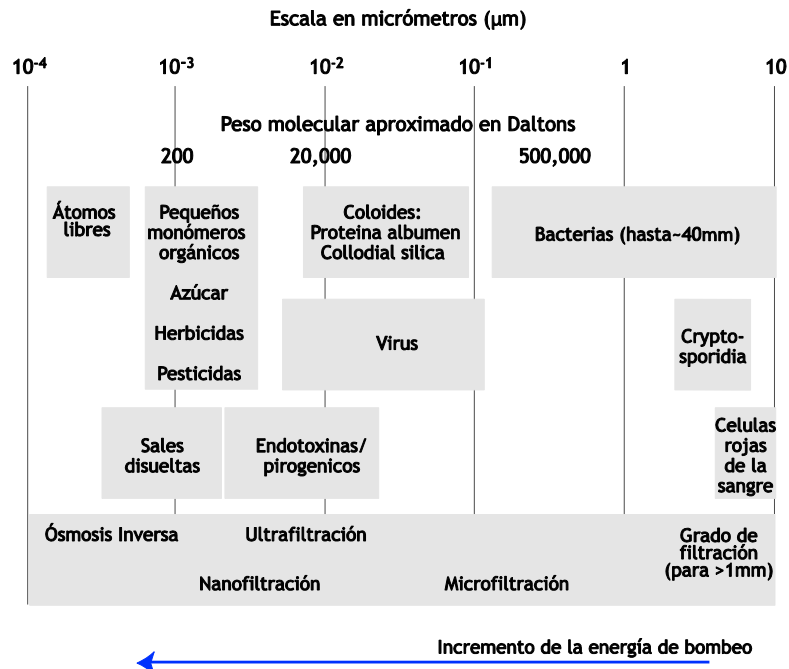 Escala en micrómetros (µm)
10-4 10-3 10-2 10-1 1 10
Peso molecular aproximado en Daltons
200 20,000 500,000
Átomos
libres
Pequeños
monómeros
orgánicos
Azúcar
Herbicidas
Pesticidas
Coloides:
Proteina albumen
Collodial silica
Bacterias (hasta~40mm)
Virus
Crypto-
sporidia
Sales
disueltas
Endotoxinas/
pirogenicos
Celulas
rojas
de la
sangre
Ósmosis Inversa
Nanofiltración
Ultrafiltración
Microfiltración
Grado de
filtración
(para >1mm)
Incremento de la energía de bombeo